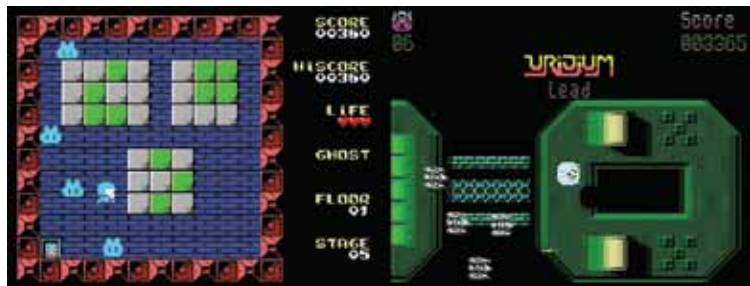 SCORE
00360
HISCORE
00360
LIFE
GHOST
FLOOR
01
STAGE
05
06
Score
003365
URIDIUM
Lead